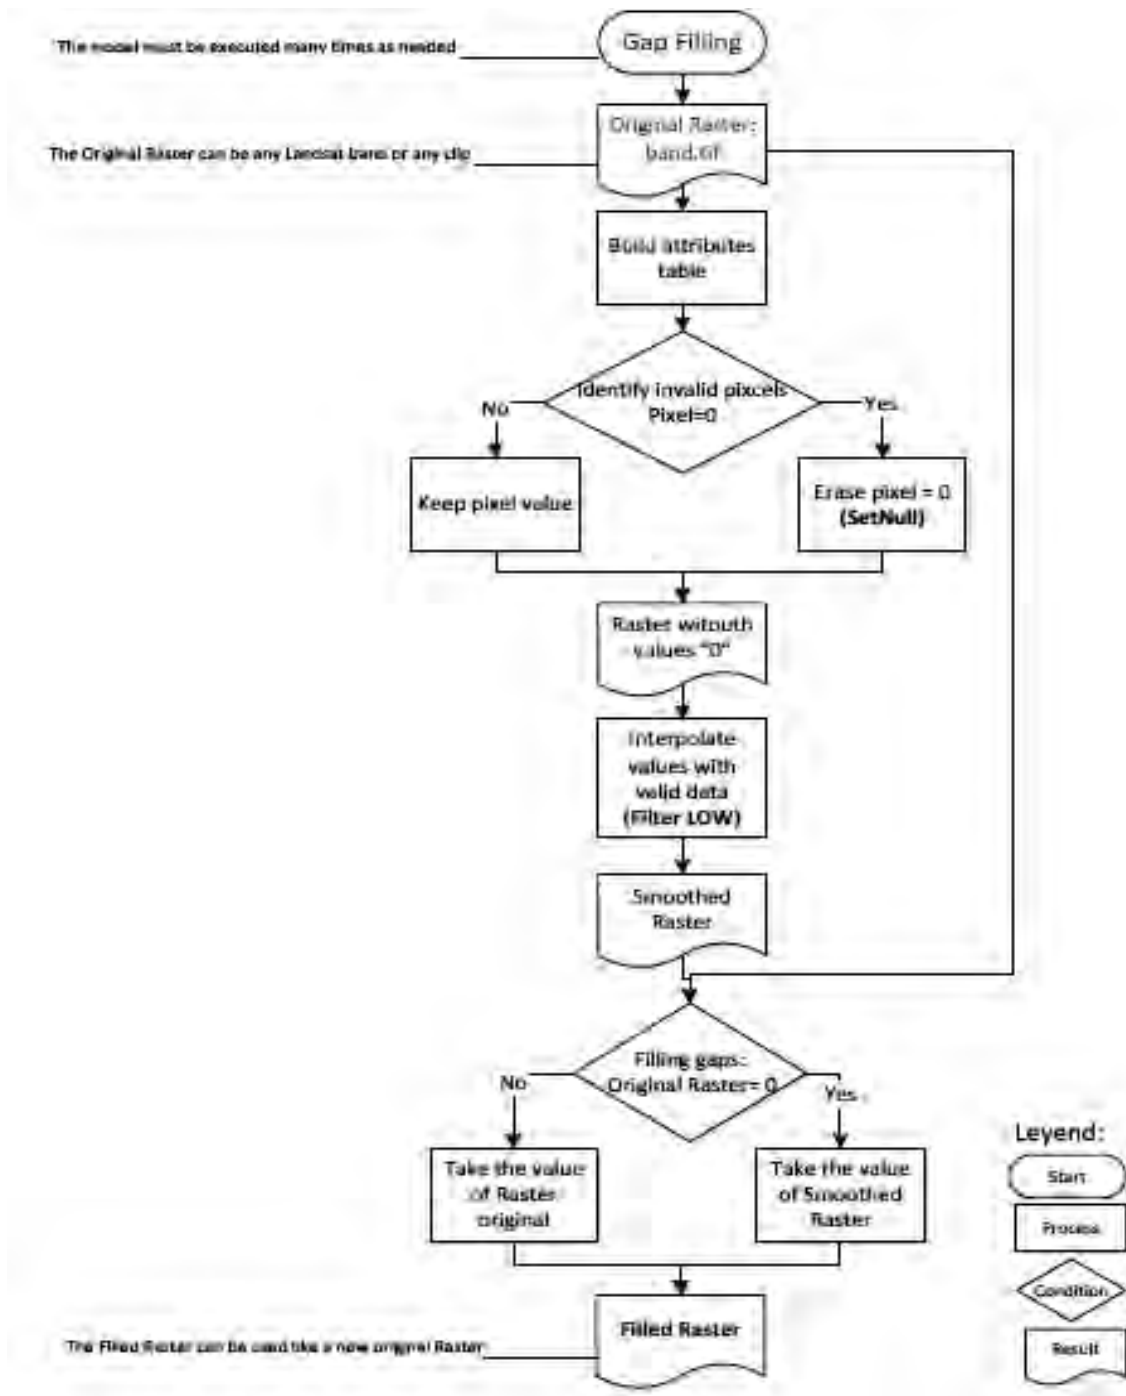 Gap Filling
The model must be executed many times as needed
Original Raster:
band.tif
The Original Raster can be any Landsat band or any clip
Build attributes
table
Identify invalid pixcels
Pixel=0
No
Yes
Keep pixel value
Erase pixel = 0
(SetNull)
Raster witouth
values "0"
Interpolate
values with
valid data
(Filter LOW)
Smoothed
Raster
Filling gaps:
Original Raster= 0
No
Yes
Take the value
of Raster
original
Take the value
of Smoothed
Raster
Filled Raster
The Filled Raster can be used like a new original Raster
Leyend:
Start
Process
Condition
Result